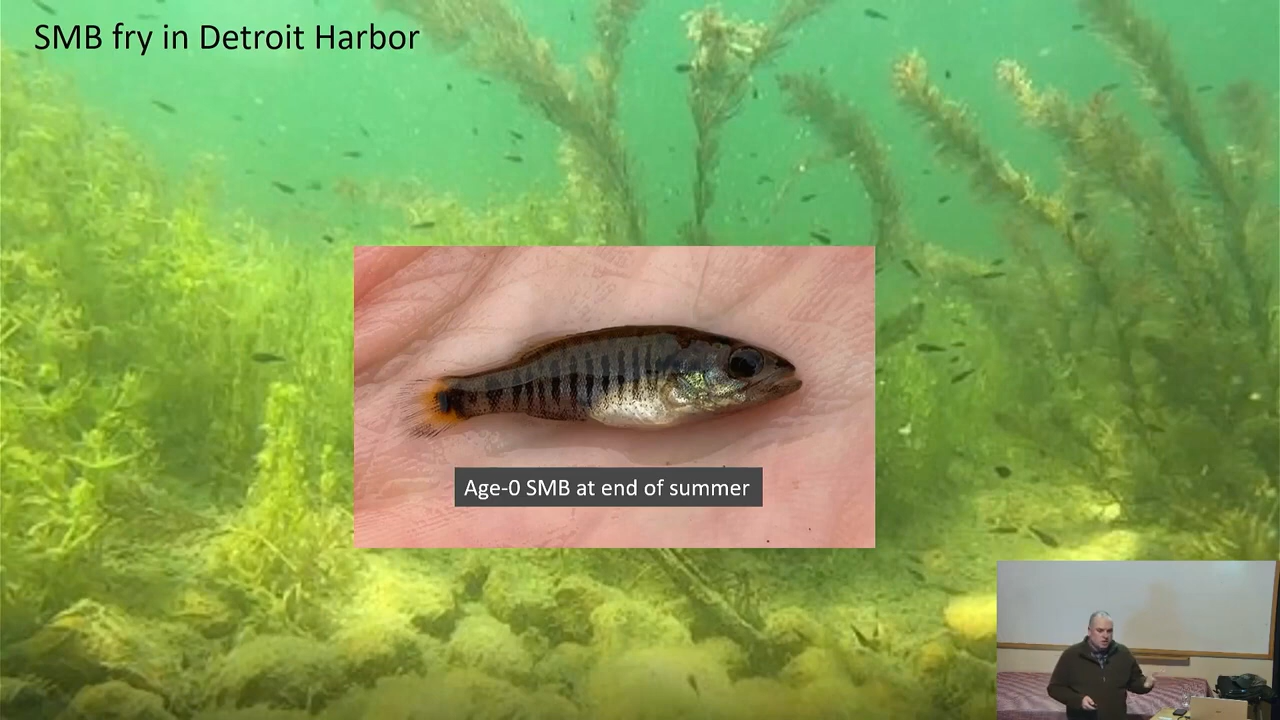 SMB fry in Detroit Harbor
Age-0 SMB at end of summer